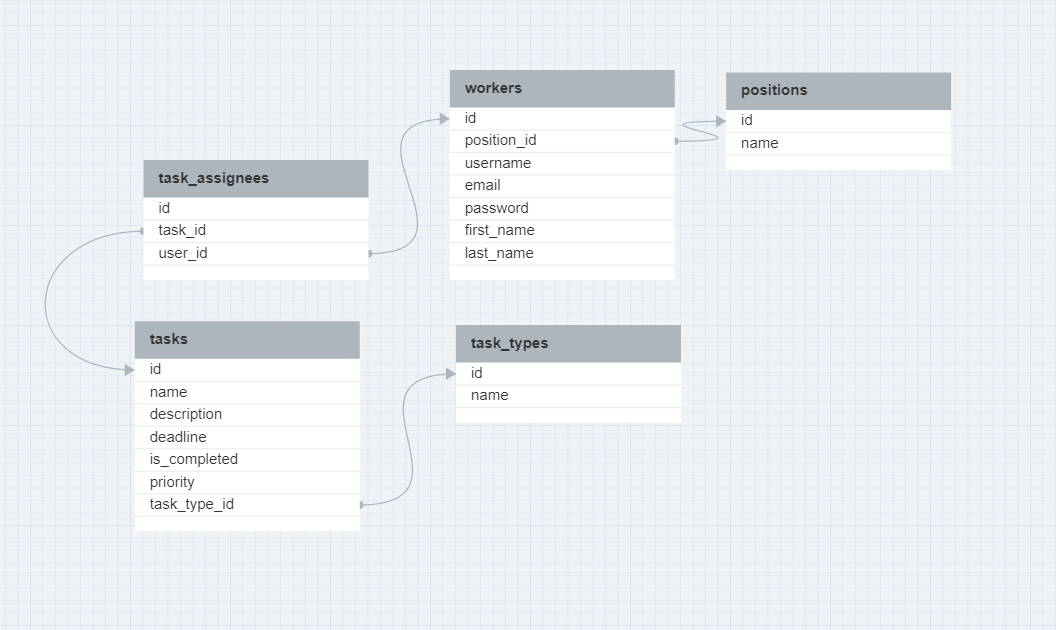 workers
id
position_id
username
email
password
first_name
last_name
positions
id
name
task_assignees
id
task_id
user_id
tasks
id
name
description
deadline
is_completed
priority
task_type_id
task_types
id
name